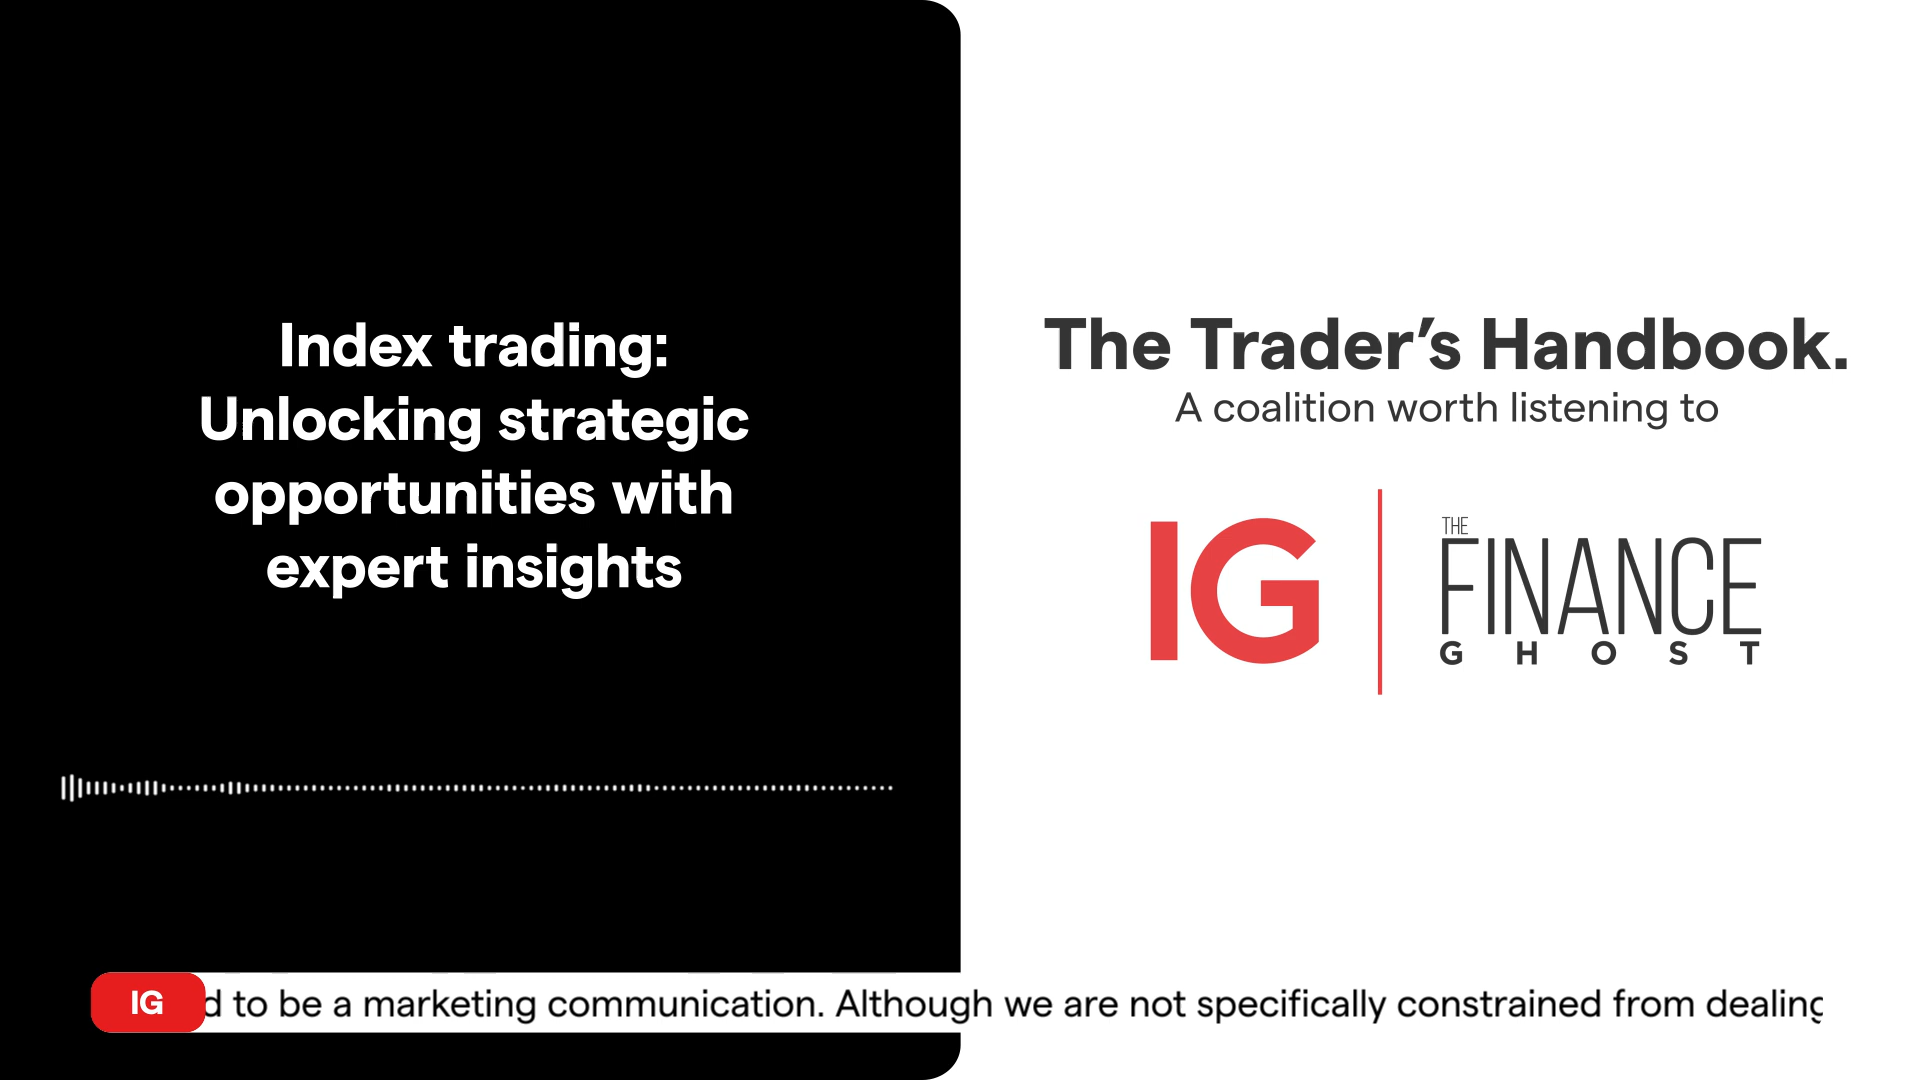 Index trading:
Unlocking strategic
opportunities with
expert insights
The Trader’s Handbook.
A coalition worth listening to
IG
THE
FINANCE
GHOST
IG
d to be a marketing communication. Although we are not specifically constrained from dealing